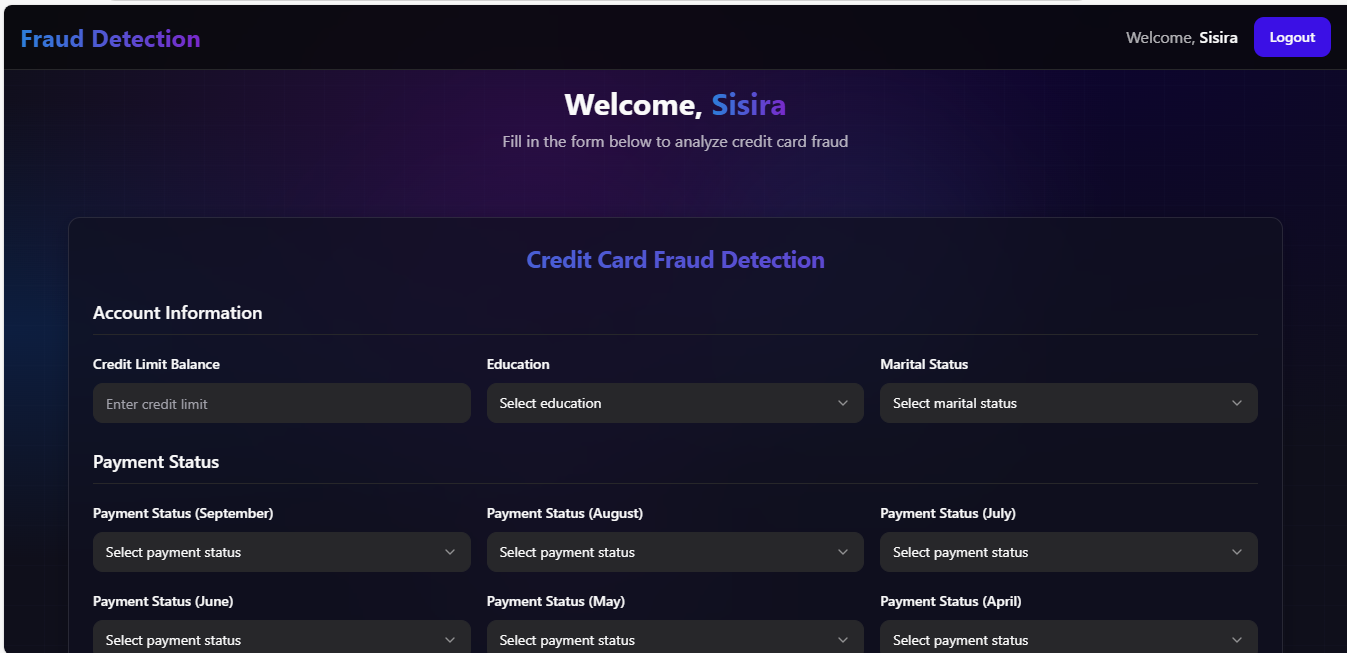 Fraud Detection
Welcome, Sisira
Logout
Welcome, Sisira
Fill in the form below to analyze credit card fraud
Credit Card Fraud Detection
Account Information
Credit Limit Balance
Education
Marital Status
Enter credit limit
Select education
Select marital status
Payment Status
Payment Status (September)
Payment Status (August)
Payment Status (July)
Select payment status
Select payment status
Select payment status
Payment Status (June)
Payment Status (May)
Payment Status (April)
Select payment status
Select payment status
Select payment status